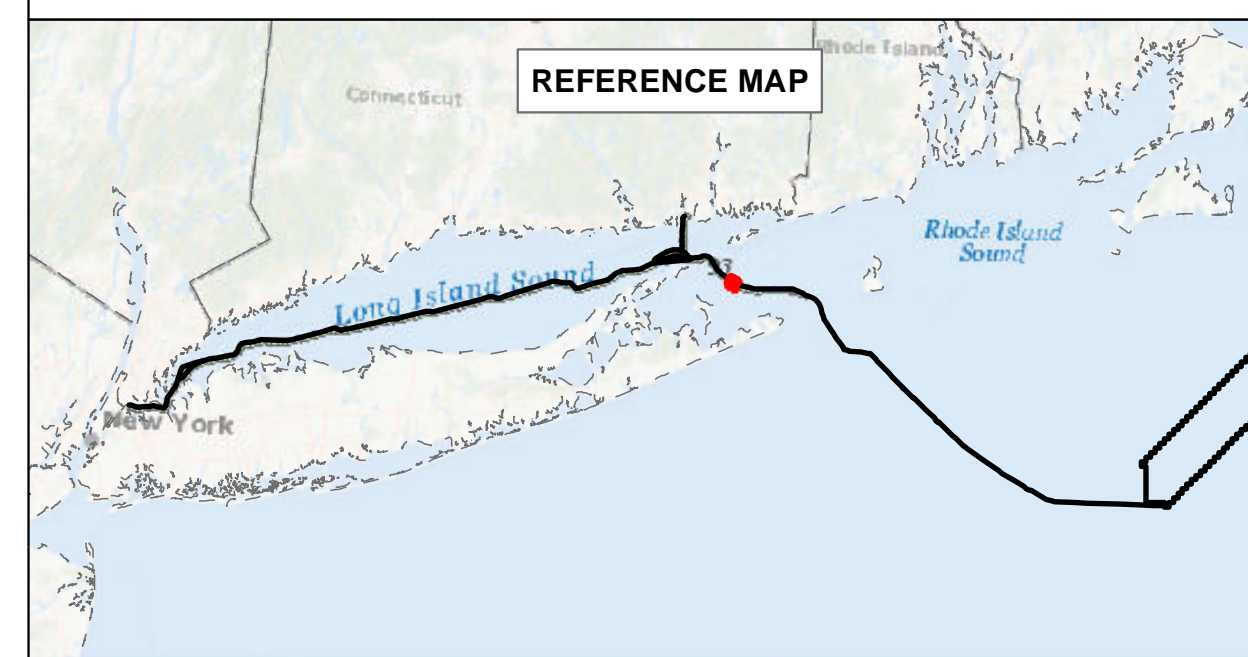 REFERENCE MAP
Rhode Island
Connecticut
Rhode Island
Sound
Long Island Sound
New York